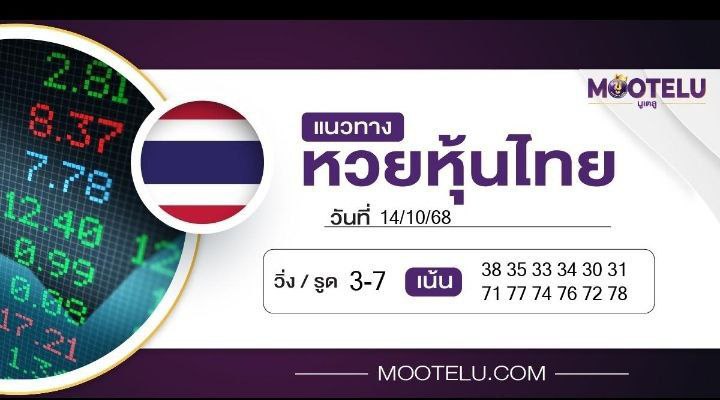 2.81
8.37
7.78
12.40
0.99
0.08
17.21
MOOTELU
มูเตลู
แนวทาง
หวยหุ้นไทย
วันที่ 14/10/68
วิ่ง / รูด 3-7 เน้น
38 35 33 34 30 31
71 77 74 76 72 78
MOOTELU.COM